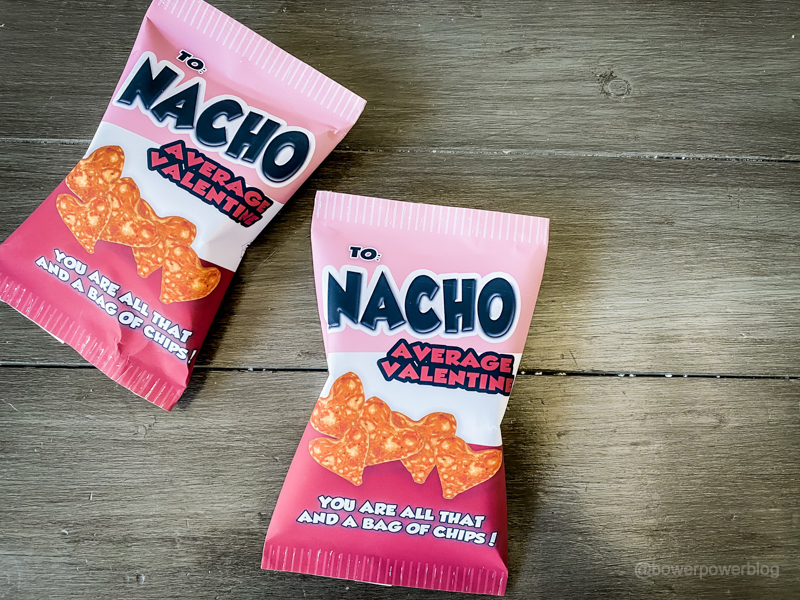 TO:
NACHO
AVERAGE
VALENTINE
YOU ARE ALL THAT
AND A BAG OF CHIPS!
TO:
NACHO
AVERAGE
VALENTINE
YOU ARE ALL THAT
AND A BAG OF CHIPS!
@bowerpowerblog